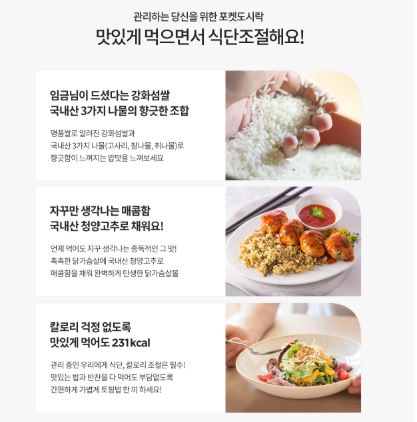 관리하는 당신을 위한 포켓도시락
맛있게 먹으면서 식단조절해요!
임금님이 드셨다는 강화섬쌀
국내산 3가지 나물의 향긋한 조합
명품쌀로 알려진 강화섬쌀과
국내산 3가지 나물(고사리, 참나물, 취나물)로
향긋함이 느껴지는 밥맛을 느껴보세요
자꾸만 생각나는 매콤함
국내산 청양고추로 채워요!
언제 먹어도 자꾸 생각나는 중독적인 그 맛!
촉촉한 닭가슴살에 국내산 청양고추로
매콤함을 채워 완벽하게 탄생한 닭가슴살볼
칼로리 걱정 없도록
맛있게 먹어도 231kcal
관리 중인 우리에게 식단, 칼로리 조절은 필수!
맛있는 밥과 반찬을 다 먹어도 부담없도록
간편하게 가볍게 토핑밥 한 끼 하세요!